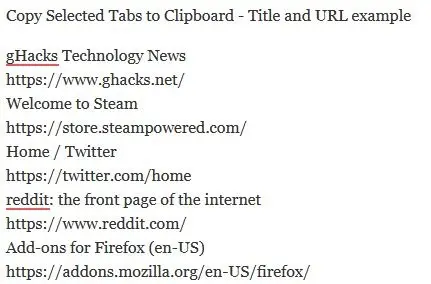 Copy Selected Tabs to Clipboard - Title and URL example
gHacks Technology News
https://www.ghacks.net/
Welcome to Steam
https://store.steampowered.com/
Home / Twitter
https://twitter.com/home
reddit: the front page of the internet
https://www.reddit.com/
Add-ons for Firefox (en-US)
https://addons.mozilla.org/en-US/firefox/